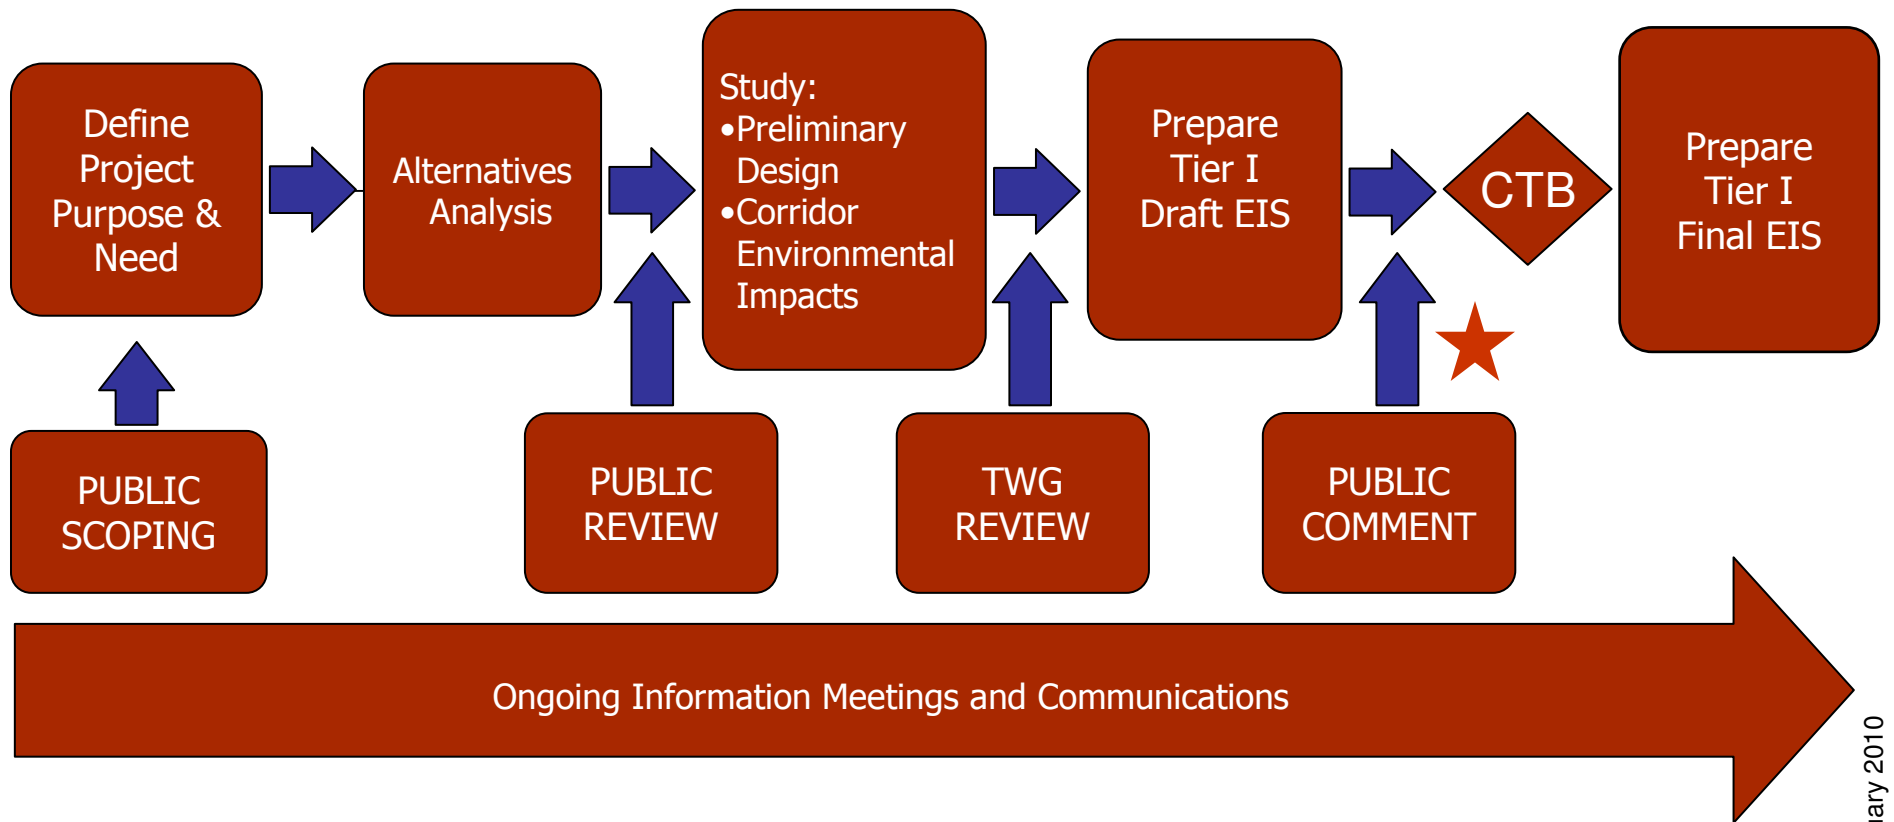 Define
Project
Purpose &
Need
Alternatives
Analysis
Study:
•Preliminary
Design
•Corridor
Environmental
Impacts
Prepare
Tier I
Draft EIS
CTB
Prepare
Tier I
Final EIS
PUBLIC
SCOPING
PUBLIC
REVIEW
TWG
REVIEW
PUBLIC
COMMENT
Ongoing Information Meetings and Communications
2010